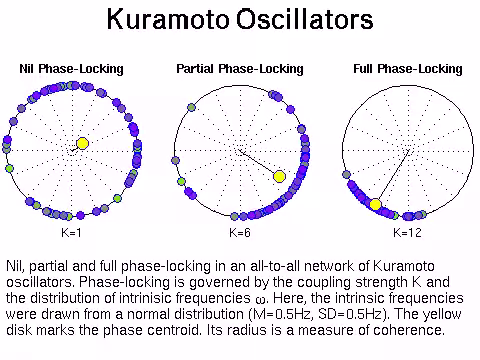 Kuramoto Oscillators
Nil Phase-Locking
Partial Phase-Locking
Full Phase-Locking
K=1
K=6
K=12
Nil, partial and full phase-locking in an all-to-all network of Kuramoto
oscillators. Phase-locking is governed by the coupling strength K and
the distribution of intrinisic frequencies ω. Here, the intrinsic frequencies
were drawn from a normal distribution (M=0.5Hz, SD=0.5Hz). The yellow
disk marks the phase centroid. Its radius is a measure of coherence.